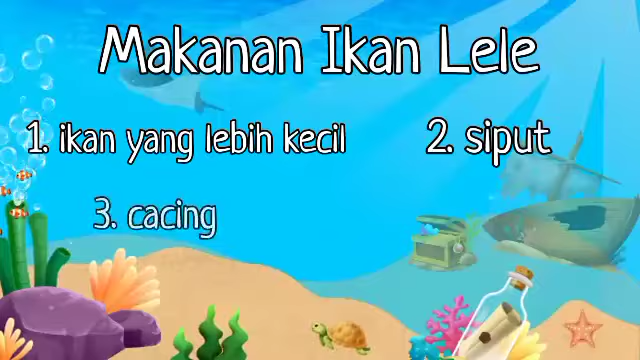 Makanan Ikan Lele
1. ikan yang lebih kecil
2. siput
3. cacing